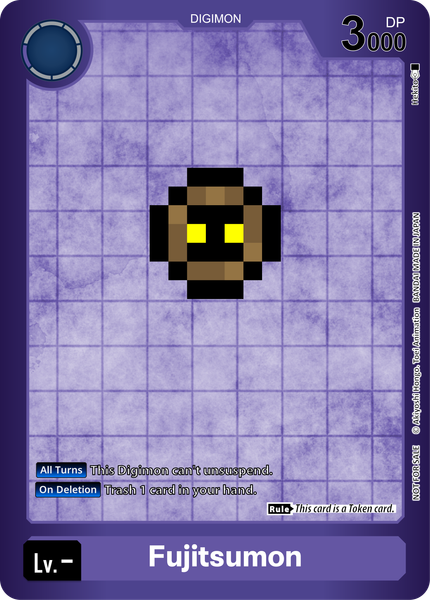 DIGIMON
DP
3000
All Turns This Digimon can't unsuspend.
On Deletion Trash 1 card in your hand.
Rule This card is a Token card.
Lv.-
Fujitsumon
NOT FOR SALE © Akiyoshi Hongo, Toei Animation BANDAI MADE IN JAPAN